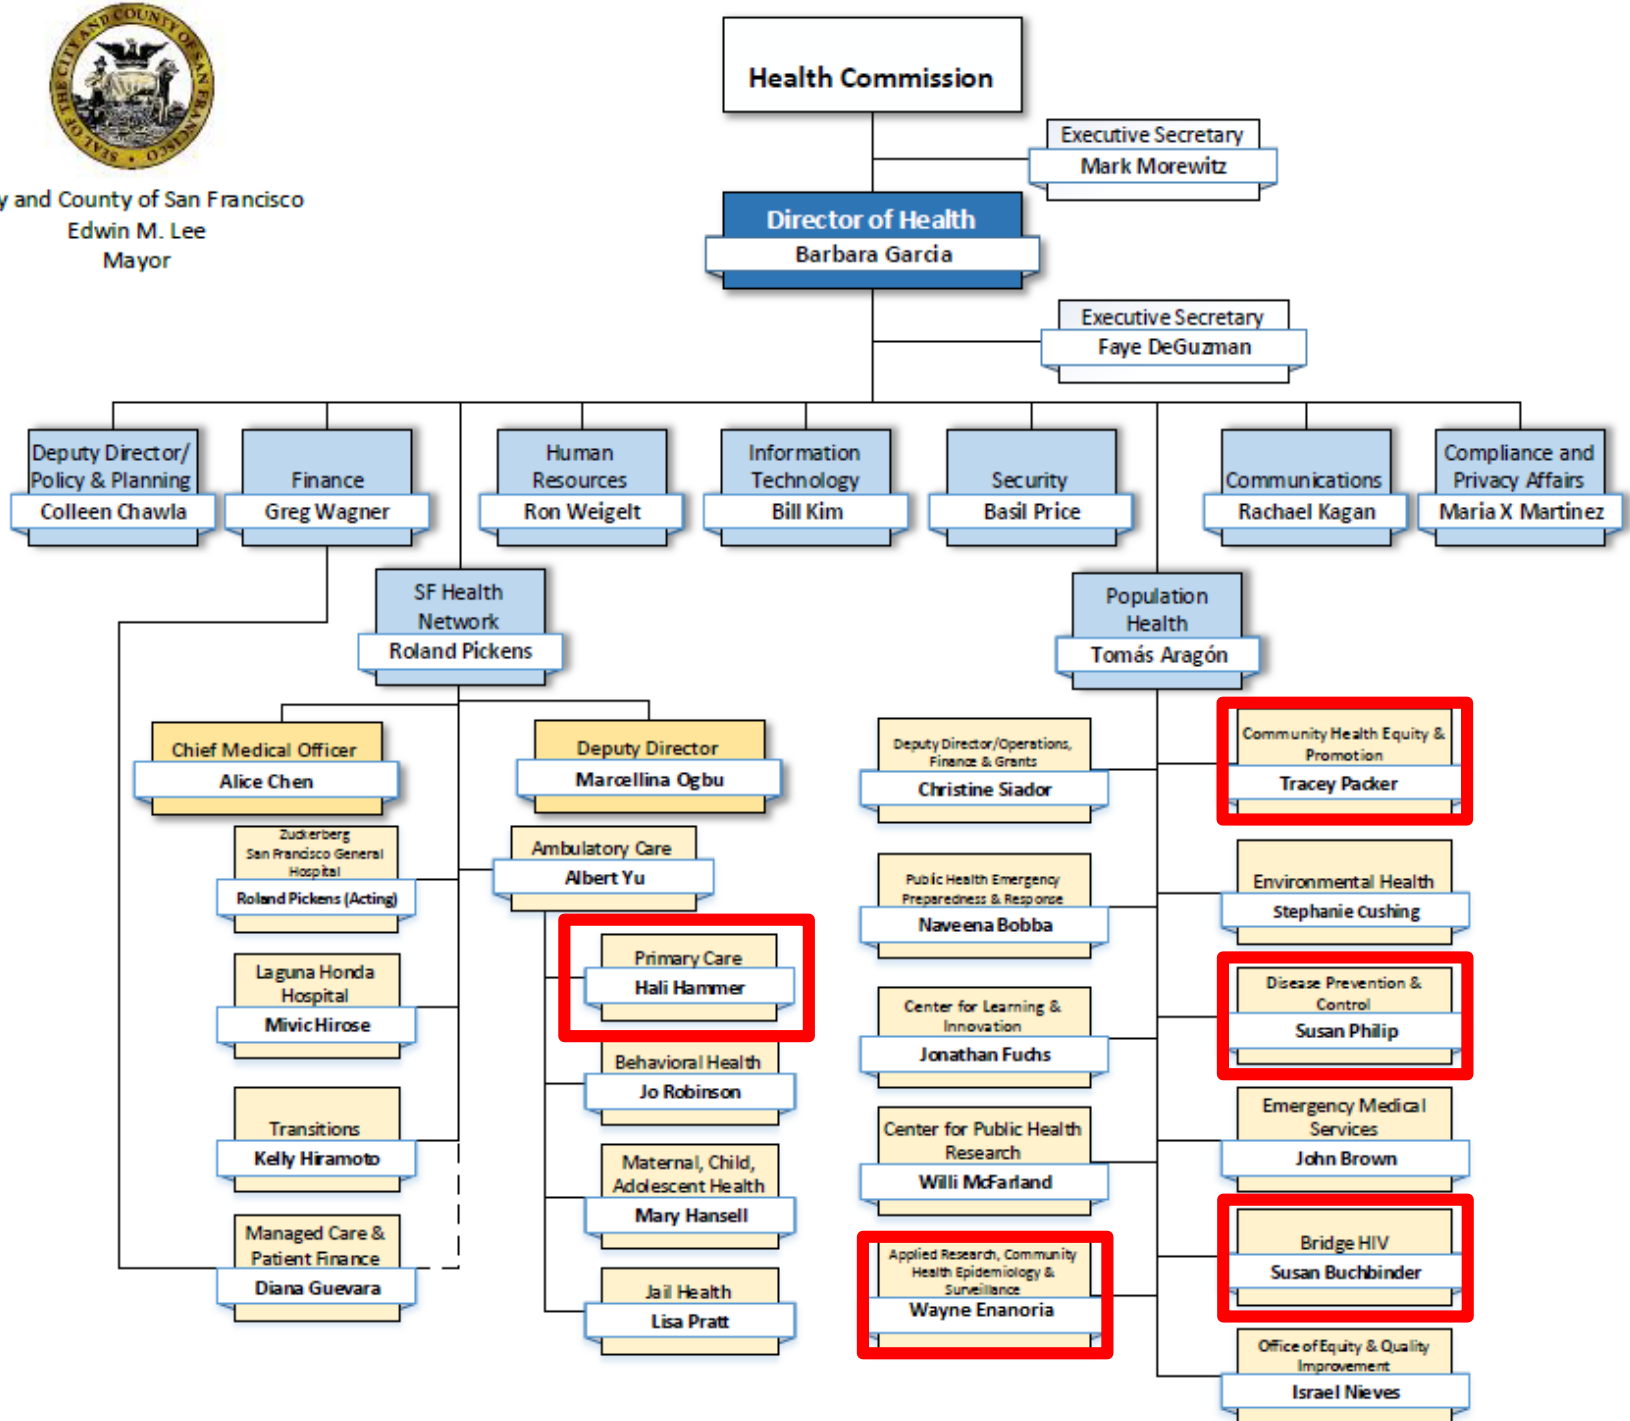 SEAL OF THE CITY AND COUNTY OF SAN FRANCISCO
y and County of San Francisco
Edwin M. Lee
Mayor
Health Commission
Executive Secretary
Mark Morewitz
Director of Health
Barbara Garcia
Executive Secretary
Faye DeGuzman
Deputy Director/
Policy & Planning
Colleen Chawla
Finance
Greg Wagner
Human
Resources
Ron Weigelt
Information
Technology
Bill Kim
Security
Basil Price
Communications
Rachael Kagan
Compliance and
Privacy Affairs
Maria X Martinez
SF Health
Network
Roland Pickens
Population
Health
Tomás Aragón
Chief Medical Officer
Alice Chen
Deputy Director
Marcellina Ogbu
Zuckerberg
San Francisco General
Hospital
Roland Pickens (Acting)
Laguna Honda
Hospital
Mivic Hirose
Transitions
Kelly Hiramoto
Managed Care &
Patient Finance
Diana Guevara
Ambulatory Care
Albert Yu
Primary Care
Hali Hammer
Behavioral Health
Jo Robinson
Maternal, Child,
Adolescent Health
Mary Hansell
Jail Health
Lisa Pratt
Deputy Director/Operations,
Finance & Grants
Christine Siador
Public Health Emergency
Preparedness & Response
Naveena Bobba
Center for Learning &
Innovation
Jonathan Fuchs
Center for Public Health
Research
Willi McFarland
Applied Research, Community
Health Epidemiology &
Surveillance
Wayne Enanoria
Community Health Equity &
Promotion
Tracey Packer
Environmental Health
Stephanie Cushing
Disease Prevention &
Control
Susan Philip
Emergency Medical
Services
John Brown
Bridge HIV
Susan Buchbinder
Office of Equity & Quality
Improvement
Israel Nieves